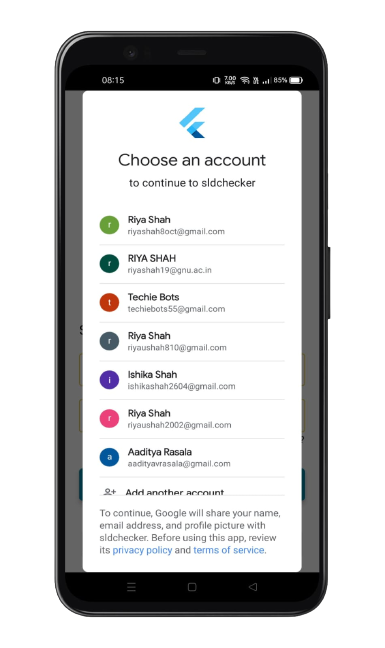 08:15 7.00 KB/S 85%
Choose an account
to continue to sldchecker
r Riya Shah
riyashah8oct@gmail.com
r RIYA SHAH
riyashah19@gnu.ac.in
t Techie Bots
techiebots55@gmail.com
r Riya Shah
riyaushah810@gmail.com
i Ishika Shah
ishikashah2604@gmail.com
r Riya Shah
riyaushah2002@gmail.com
a Aaditya Rasala
aadityavrasala@gmail.com
Add another account
To continue, Google will share your name,
email address, and profile picture with
sldchecker. Before using this app, review
its privacy policy and terms of service.